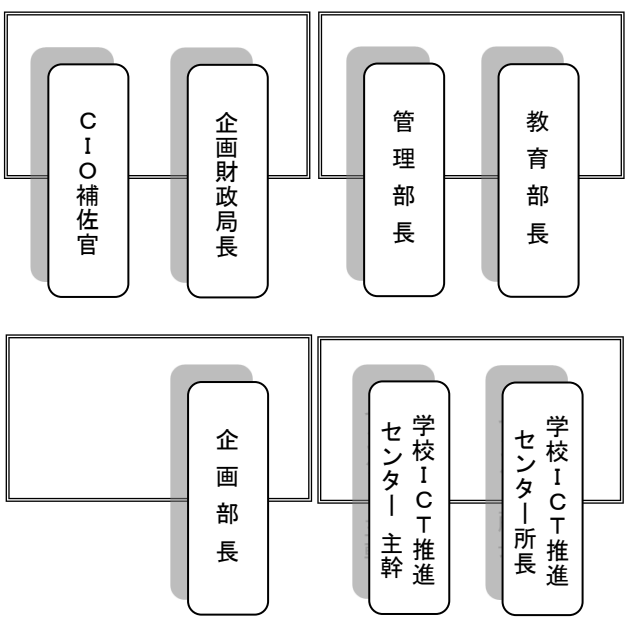 CIO補佐官
企画財政局長
管理部長
教育部長
企画部長
学校ICT推進
センター 主幹
学校ICT推進
センター所長